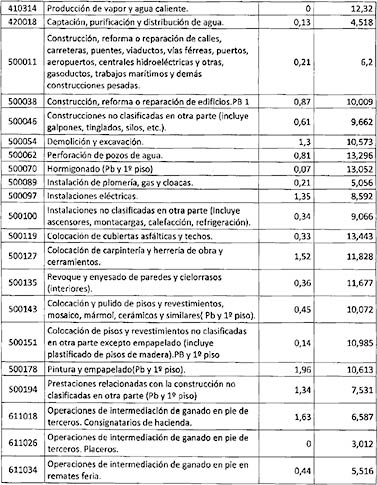 410314 Producción de vapor y agua caliente. 0 12,32
420018 Captación, purificación y distribución de agua. 0,13 4,518
Construcción, reforma o reparación de calles,
carreteras, puentes, viaductos, vías férreas, puertos,
aeropuertos, centrales hidroeléctricas y otras,
gasoductos, trabajos marítimos y demás
construcciones pesadas.
500011 0,21 6,2
500038 Construcción, reforma o reparación de edificios.PB 1 0,87 10,009
500046 Construcciones no clasificadas en otra parte (incluye
galpones, tinglados, silos, etc.). 0,61 9,662
500054 Demolición y excavación. 1,3 10,573
500062 Perforación de pozos de agua. 0,81 13,296
500070 Hormigonado (Pb y 1º piso) 0,07 13,052
500089 Instalación de plomería, gas y cloacas. 0,21 5,056
500097 Instalaciones eléctricas. 1,35 8,592
500100 Instalaciones no clasificadas en otra parte (Incluye
ascensores, montacargas, calefacción, refrigeración). 0,34 9,066
500119 Colocación de cubiertas asfálticas y techos. 0,33 13,443
500127 Colocación de carpintería y herrería de obra y
cerramientos. 1,52 11,828
500135 Revoque y enyesado de paredes y cielorrasos
(interiores). 0,36 11,677
500143 Colocación y pulido de pisos y revestimientos,
mosaico, mármol, cerámicos y similares( Pb y 1º piso). 0,45 10,072
500151 Colocación de pisos y revestimientos no clasificados
en otra parte excepto empapelado (incluye
plastificado de pisos de madera).PB y 1º piso 0,14 10,985
500178 Pintura y empapelado(Pb y 1º piso). 1,96 10,613
500194 Prestaciones relacionadas con la construcción no
clasificadas en otra parte (Pb y 1º piso) 1,34 7,531
611018 Operaciones de intermediación de ganado en pie de
terceros. Consignatarios de hacienda. 1,63 6,587
611026 Operaciones de intermediación de ganado en pie de
terceros. Placeros. 0 3,012
611034 Operaciones de intermediación de ganado en pie en
remates feria. 0,44 5,516